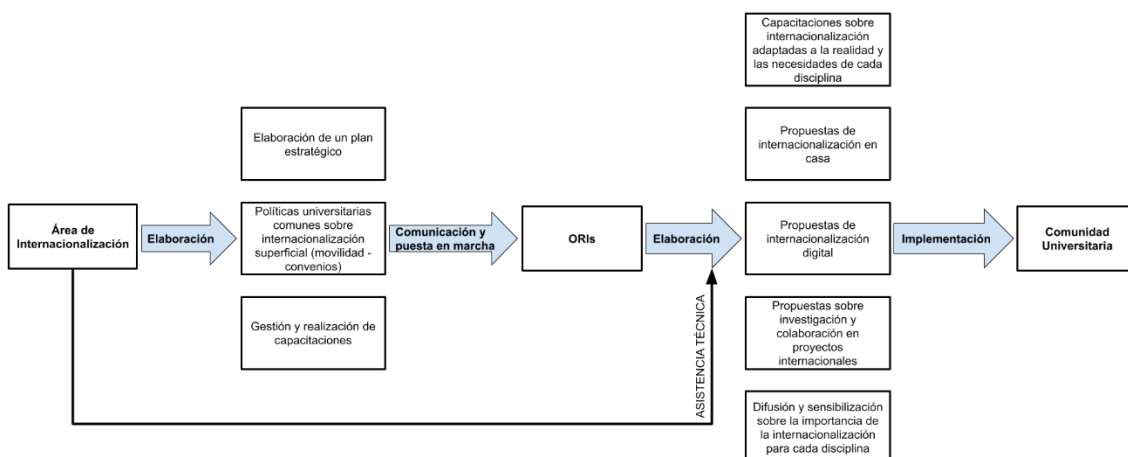 Capacitaciones sobre
internacionalización
adaptadas a la realidad y
las necesidades de cada
disciplina
Elaboración de un plan
estratégico
Propuestas de
internacionalización en
casa
Área de
Internacionalización
Elaboración
Políticas universitarias
comunes sobre
internacionalización
superficial (movilidad -
convenios)
Comunicación y
puesta en marcha
ORIs
Elaboración
Propuestas de
internacionalización
digital
Implementación
Comunidad
Universitaria
Gestión y realización de
capacitaciones
ASISTENCIA TÉCNICA
Propuestas sobre
investigación y
colaboración en
proyectos
internacionales
Difusión y sensibilización
sobre la importancia de
la internacionalización
para cada disciplina